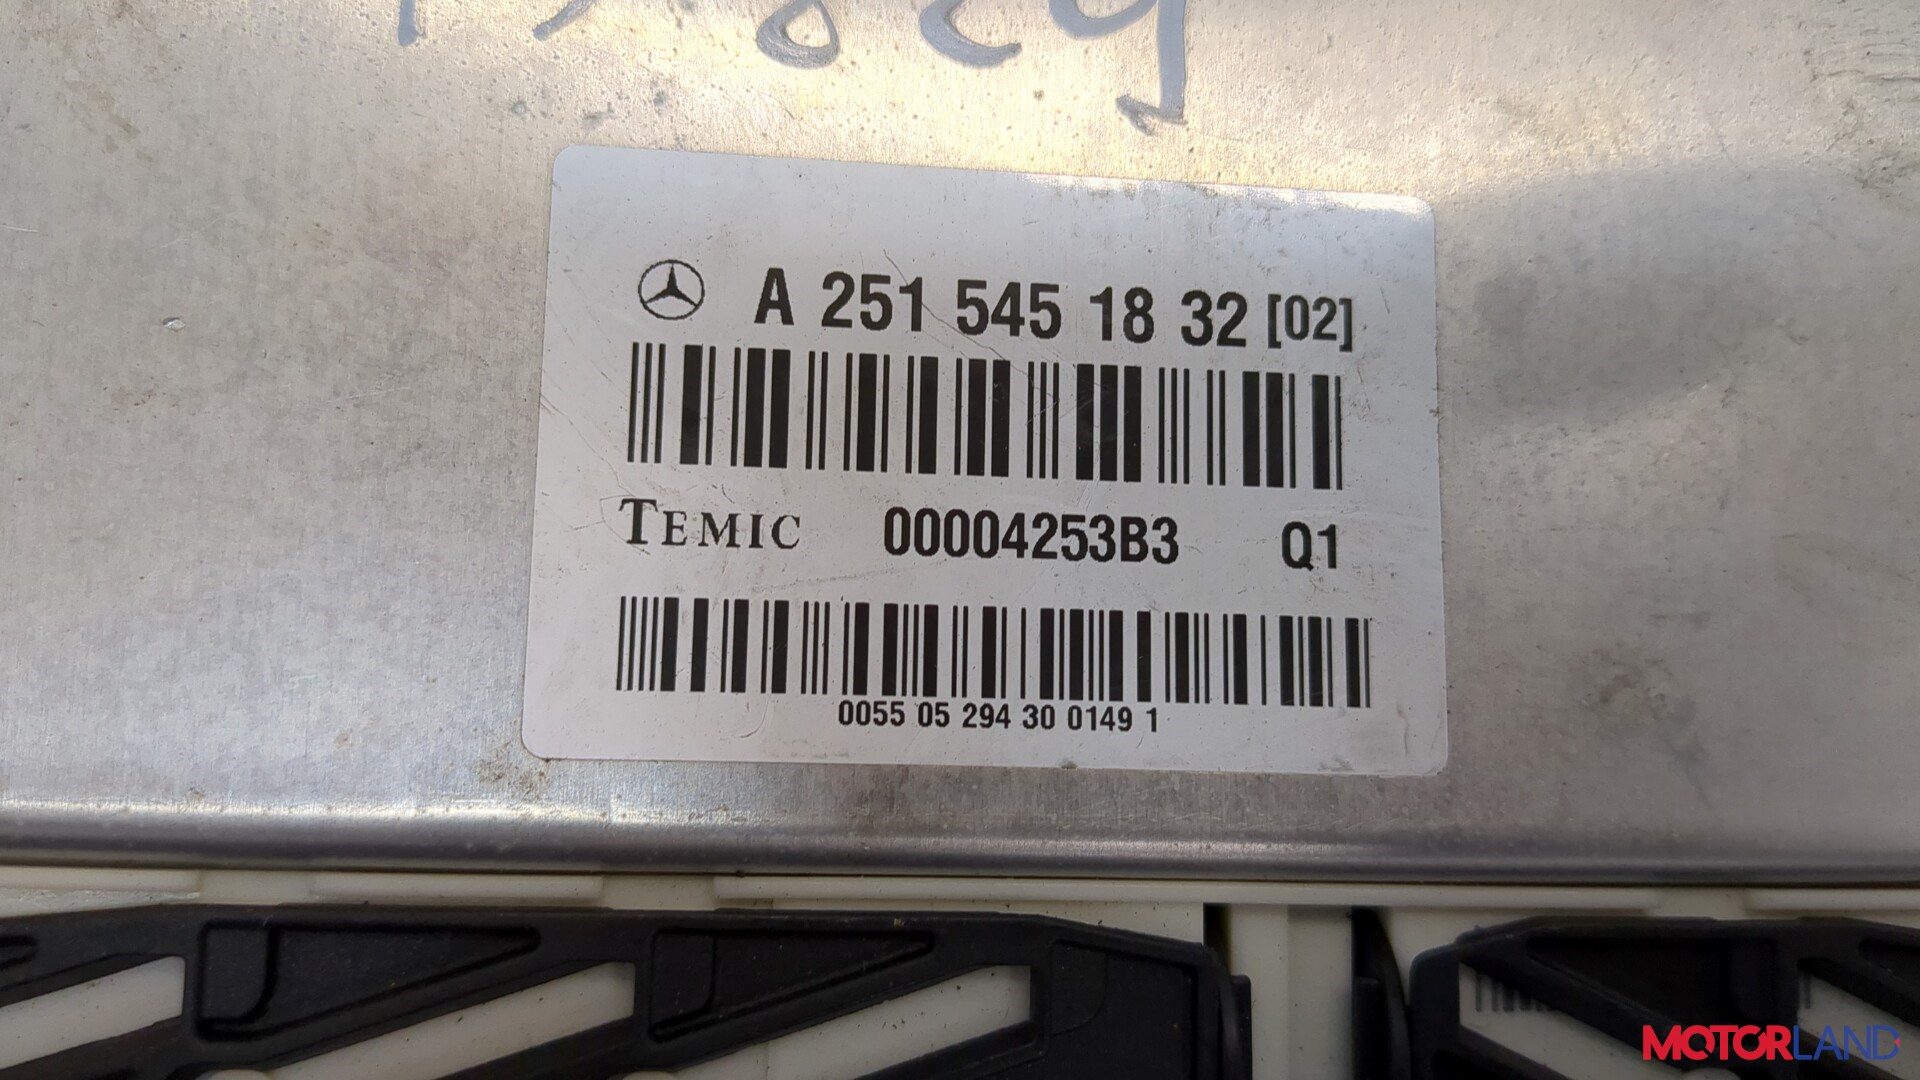 A 251 545 18 32 [02]
TEMIC 00004253B3 Q1
0055 05 294 30 0149 1
MOTORLAND